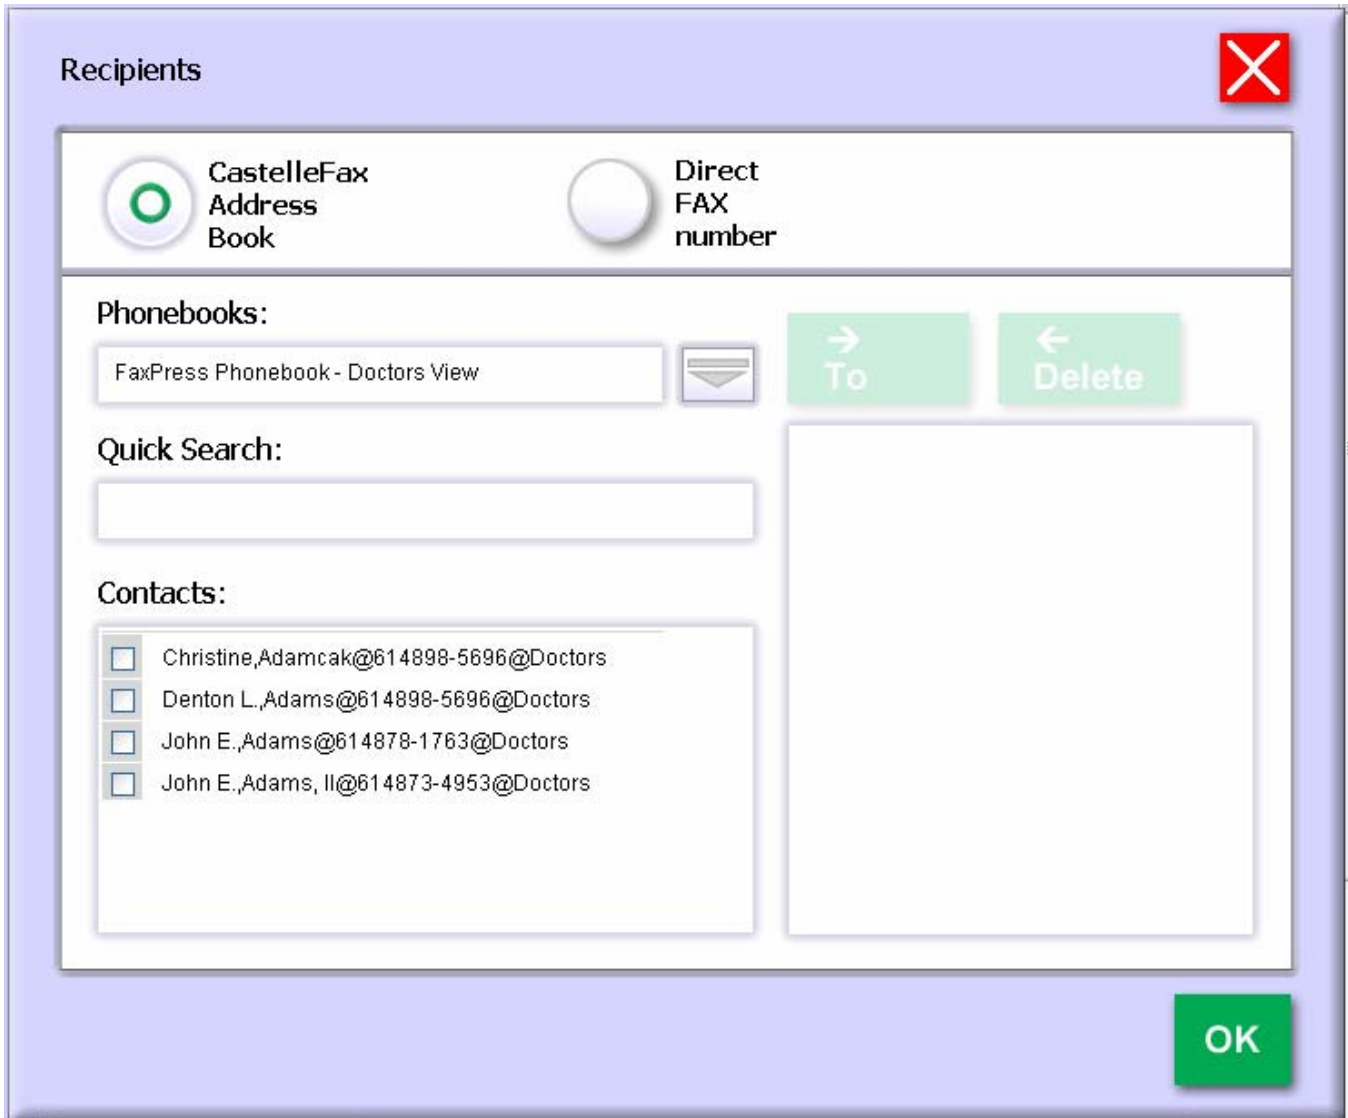 Recipients
CastelleFax
Address
Book
Direct
FAX
number
Phonebooks:
FaxPress Phonebook - Doctors View
→
To
←
Delete
Quick Search:
Contacts:
Christine,Adamcak@614898-5696@Doctors
Denton L.,Adams@614898-5696@Doctors
John E.,Adams@614878-1763@Doctors
John E.,Adams, II@614873-4953@Doctors
OK